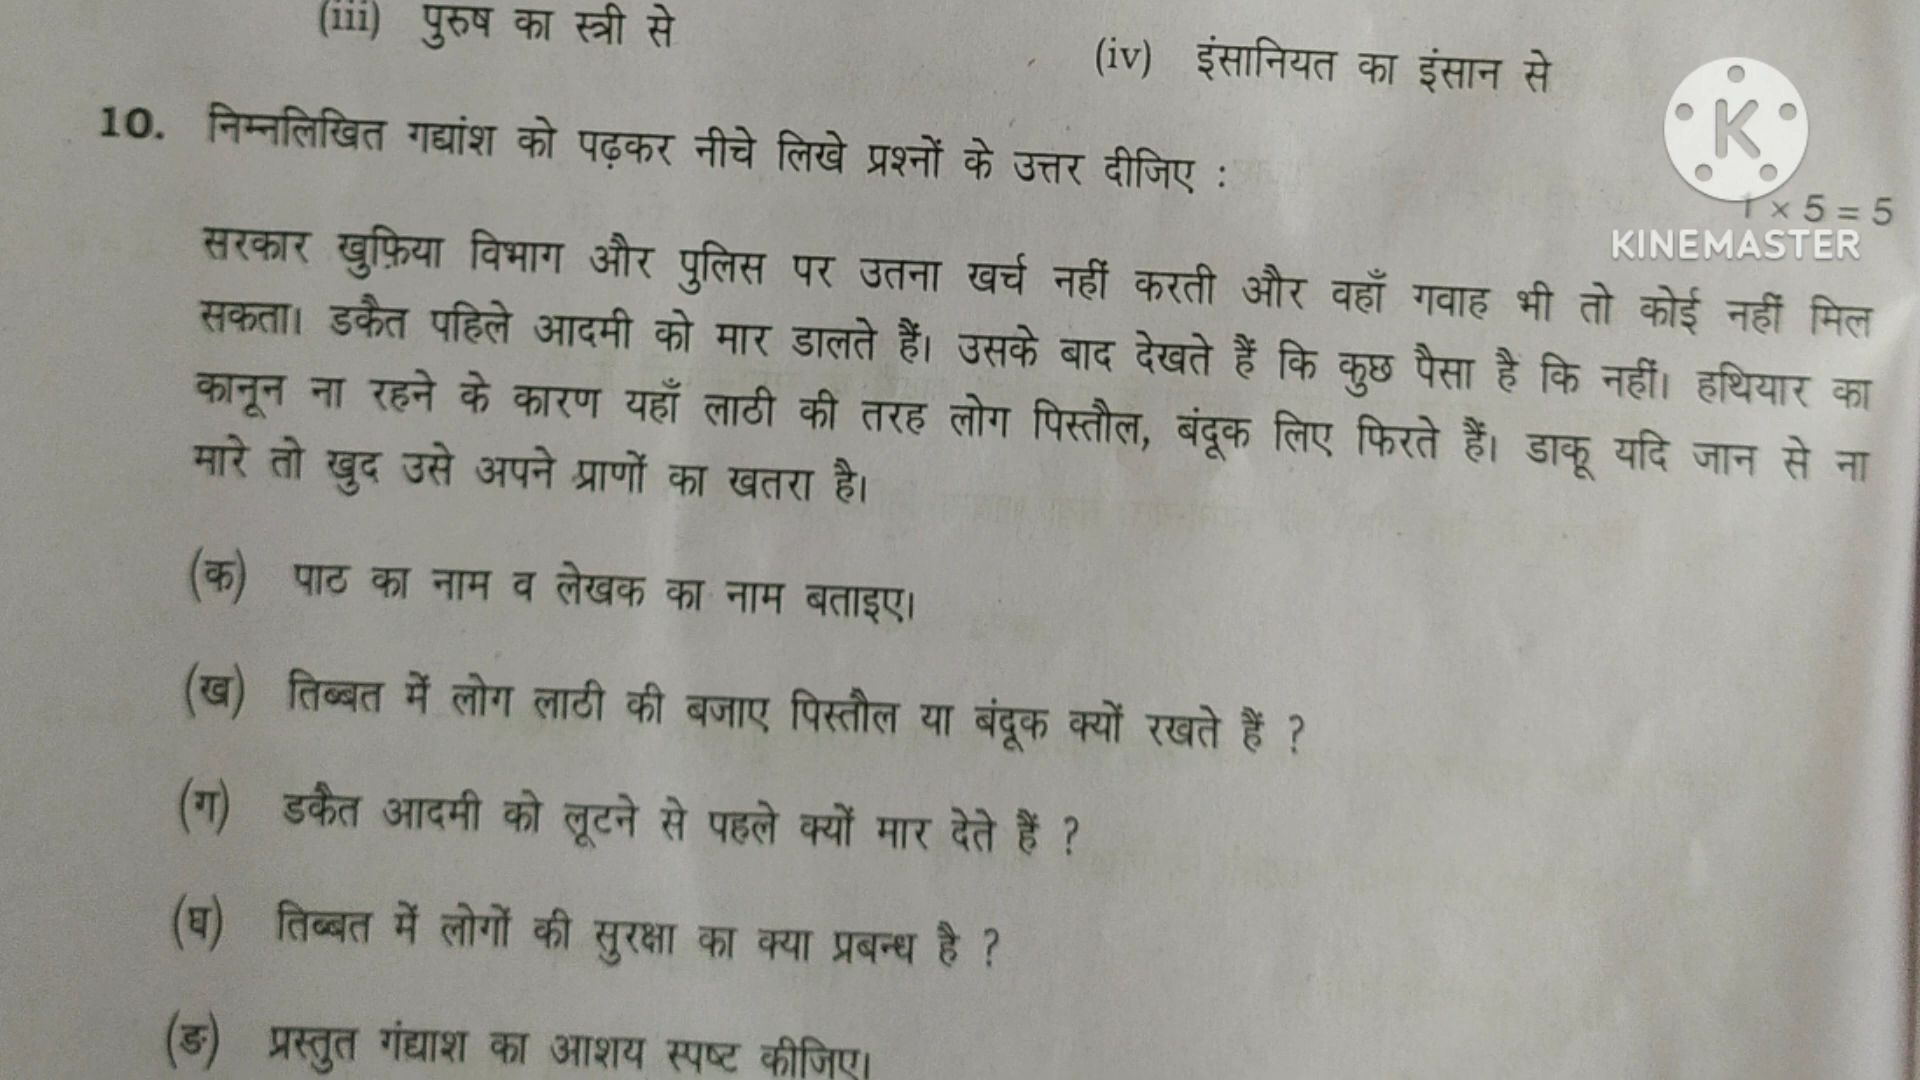 (iii) पुरुष का स्त्री से
(iv) इंसानियत का इंसान से
K
10. निम्नलिखित गद्यांश को पढ़कर नीचे लिखे प्रश्नों के उत्तर दीजिए :
1 × 5 = 5
KINEMASTER
सरकार खुफ़िया विभाग और पुलिस पर उतना खर्च नहीं करती और वहाँ गवाह भी तो कोई नहीं मिल
सकता। डकैत पहिले आदमी को मार डालते हैं। उसके बाद देखते हैं कि कुछ पैसा है कि नहीं। हथियार का
कानून ना रहने के कारण यहाँ लाठी की तरह लोग पिस्तौल, बंदूक लिए फिरते हैं। डाकू यदि जान से ना
मारे तो खुद उसे अपने प्राणों का खतरा है।
(क) पाठ का नाम व लेखक का नाम बताइए।
(ख) तिब्बत में लोग लाठी की बजाए पिस्तौल या बंदूक क्यों रखते हैं ?
(ग) डकैत आदमी को लूटने से पहले क्यों मार देते हैं ?
(घ) तिब्बत में लोगों की सुरक्षा का क्या प्रबन्ध है ?
(ङ) प्रस्तुत गंद्याश का आशय स्पष्ट कीजिए।